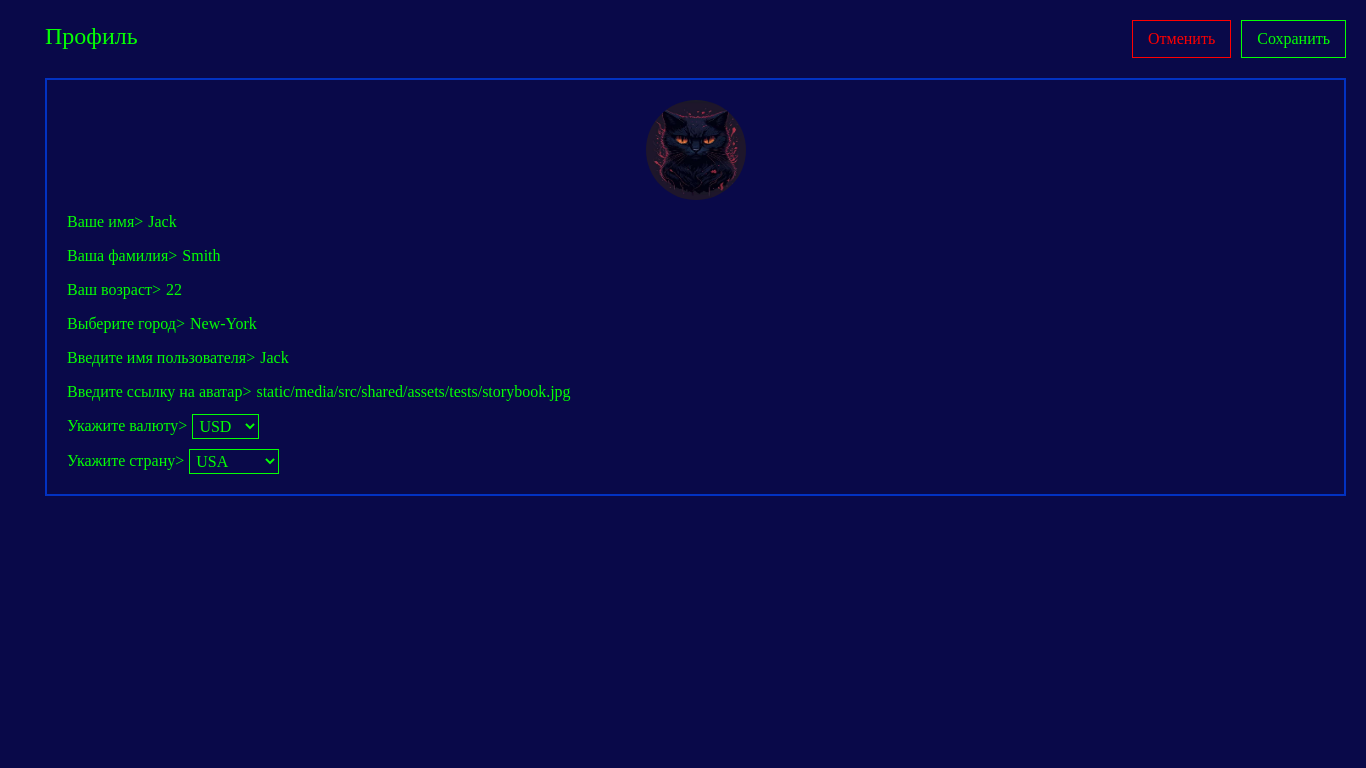 Профиль
Отменить
Сохранить
Ваше имя> Jack
Ваша фамилия> Smith
Ваш возраст> 22
Выберите город> New-York
Введите имя пользователя> Jack
Введите ссылку на аватар> static/media/src/shared/assets/tests/storybook.jpg
Укажите валюту> USD
Укажите страну> USA